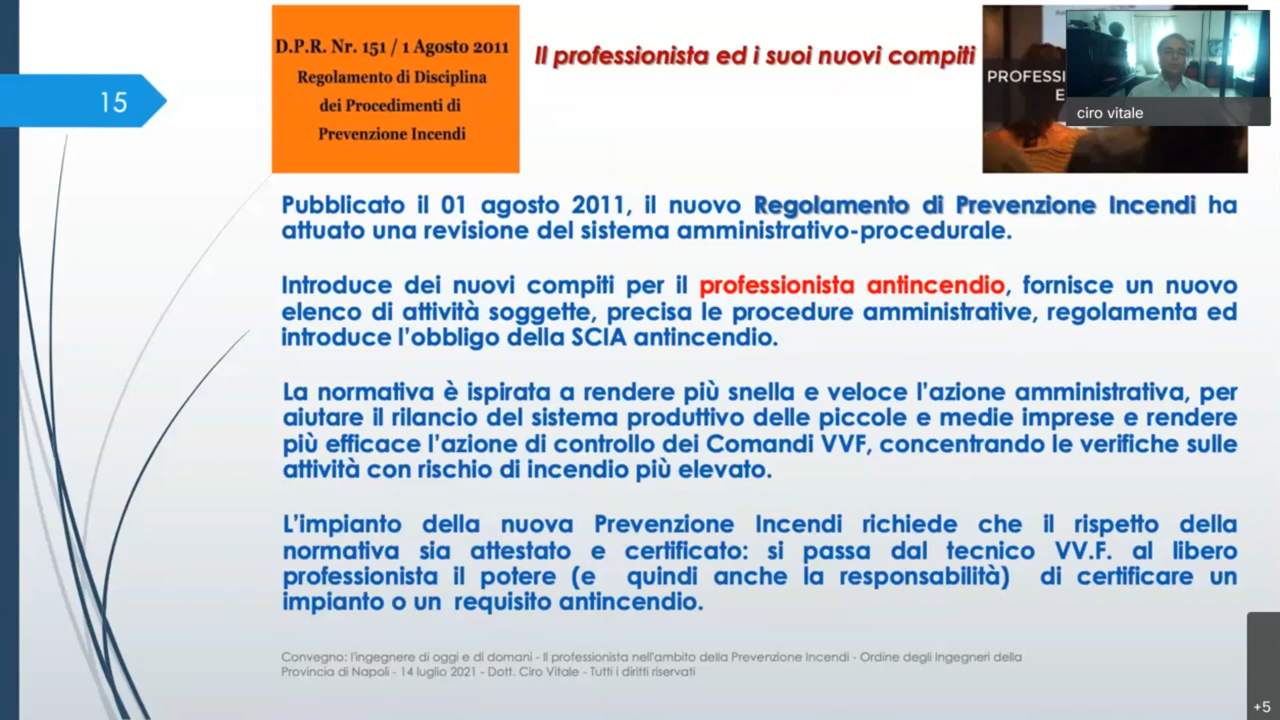 15
D.P.R. Nr. 151 / 1 Agosto 2011
Regolamento di Disciplina
dei Procedimenti di
Prevenzione Incendi
Il professionista ed i suoi nuovi compiti
PROFESSI
E
ciro vitale
Pubblicato il 01 agosto 2011, il nuovo Regolamento di Prevenzione Incendi ha
attuato una revisione del sistema amministrativo-procedurale.
Introduce dei nuovi compiti per il professionista antincendio, fornisce un nuovo
elenco di attività soggette, precisa le procedure amministrative, regolamenta ed
introduce l'obbligo della SCIA antincendio.
La normativa è ispirata a rendere più snella e veloce l'azione amministrativa, per
aiutare il rilancio del sistema produttivo delle piccole e medie imprese e rendere
più efficace l'azione di controllo dei Comandi VVF, concentrando le verifiche sulle
attività con rischio di incendio più elevato.
L'impianto della nuova Prevenzione Incendi richiede che il rispetto della
normativa sia attestato e certificato: si passa dal tecnico VV.F. al libero
professionista il potere (e quindi anche la responsabilità) di certificare un
impianto o un requisito antincendio.
Convegno: l'ingegnere di oggi e di domani - Il professionista nell'ambito della Prevenzione Incendi - Ordine degli Ingegneri della
Provincia di Napoli - 14 luglio 2021 - Dott. Ciro Vitale - Tutti i diritti riservati
+5